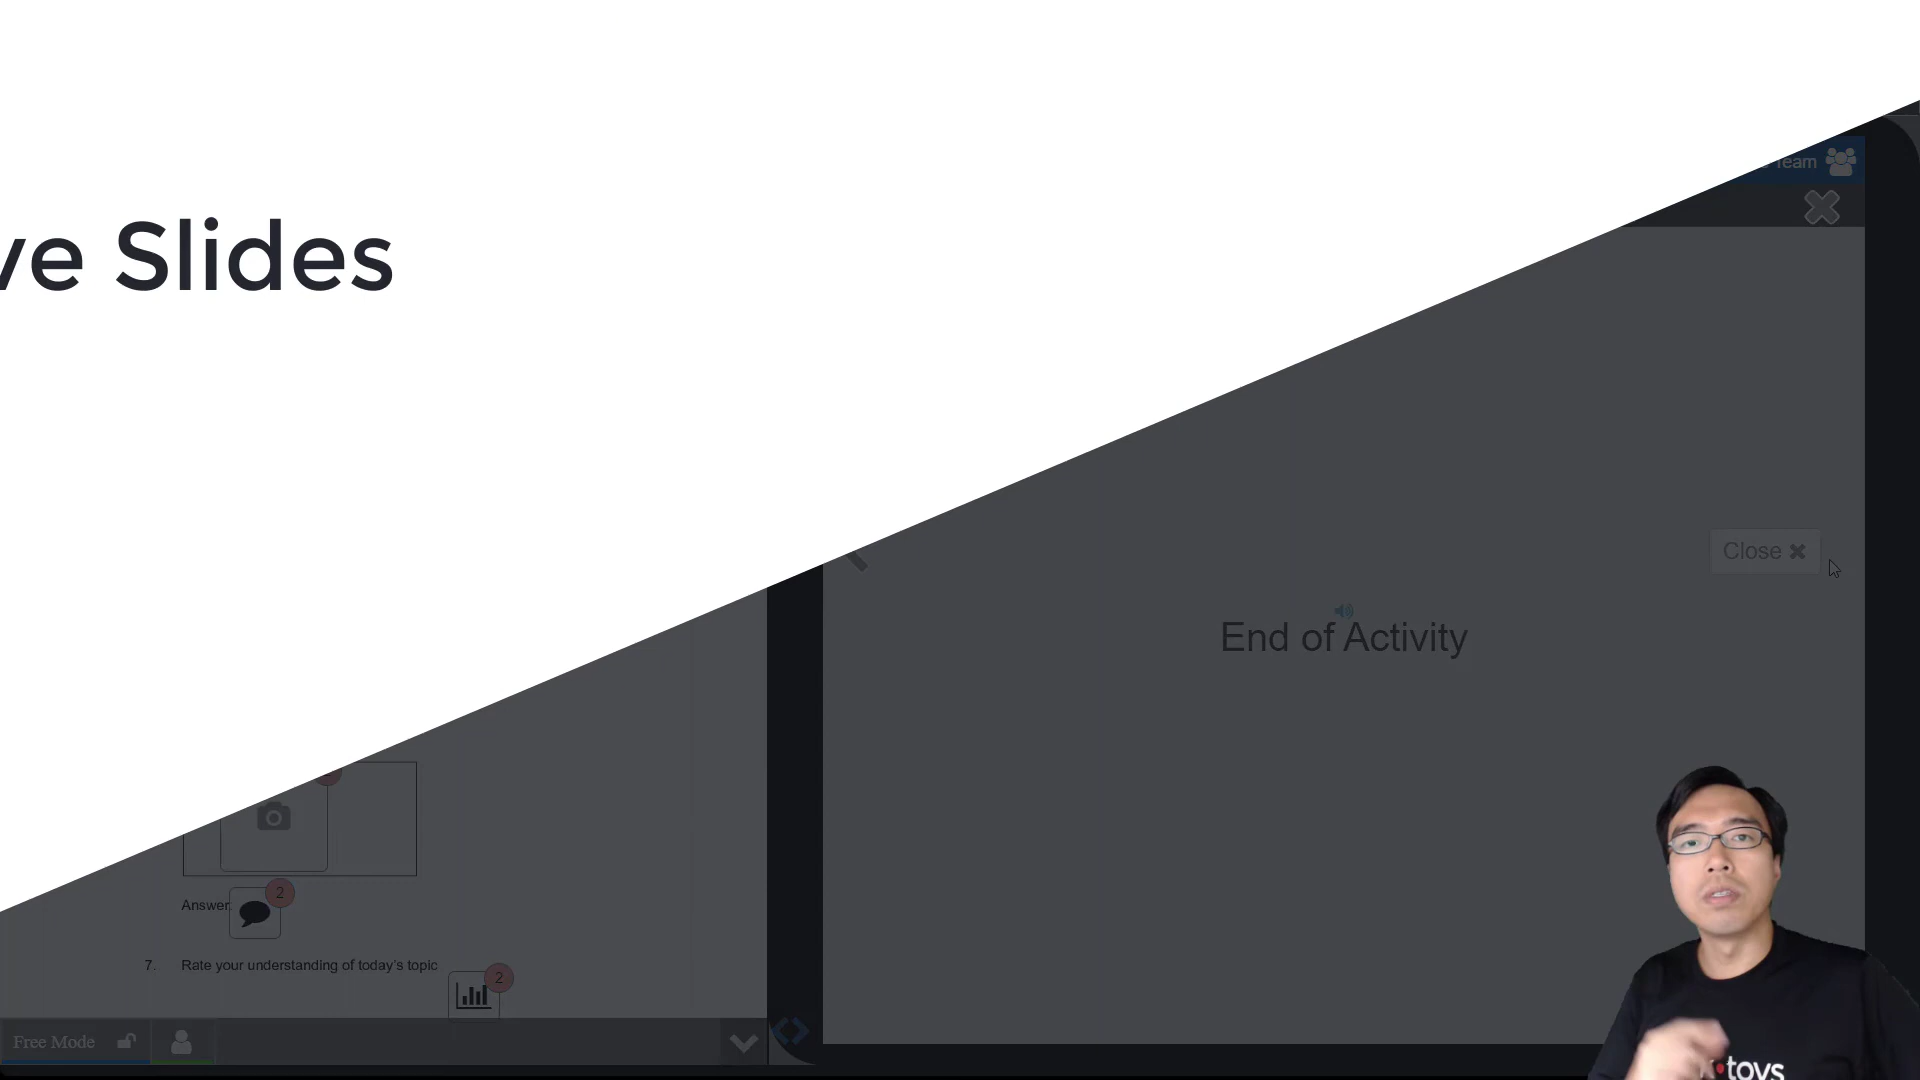 ve Slides
Team
Close
End of Activity
2
Answer:
2
7. Rate your understanding of today's topic
Free Mode
toys